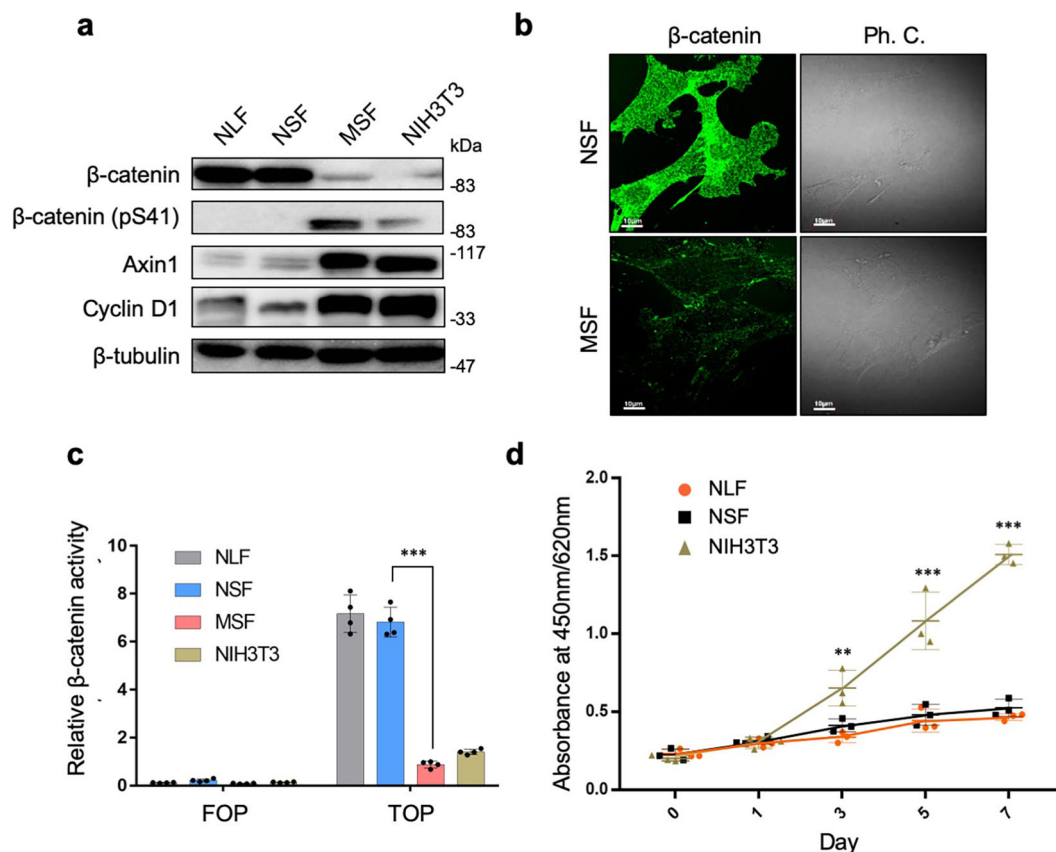 a
NLF NSF MSF NIH3T3
kDa
β-catenin
-83
β-catenin (pS41)
-83
Axin1
-117
Cyclin D1
-33
β-tubulin
-47
b
β-catenin Ph. C.
NSF
10μm 10μm
MSF
10μm 10μm
c
Relative β-catenin activity
10
8
6
4
2
0
NLF
NSF
MSF
NIH3T3
***
FOP TOP
d
Absorbance at 450nm/620nm
2.0
1.5
1.0
0.5
0.0
NLF
NSF
NIH3T3
**
***
***
0 1 3 5 7
Day